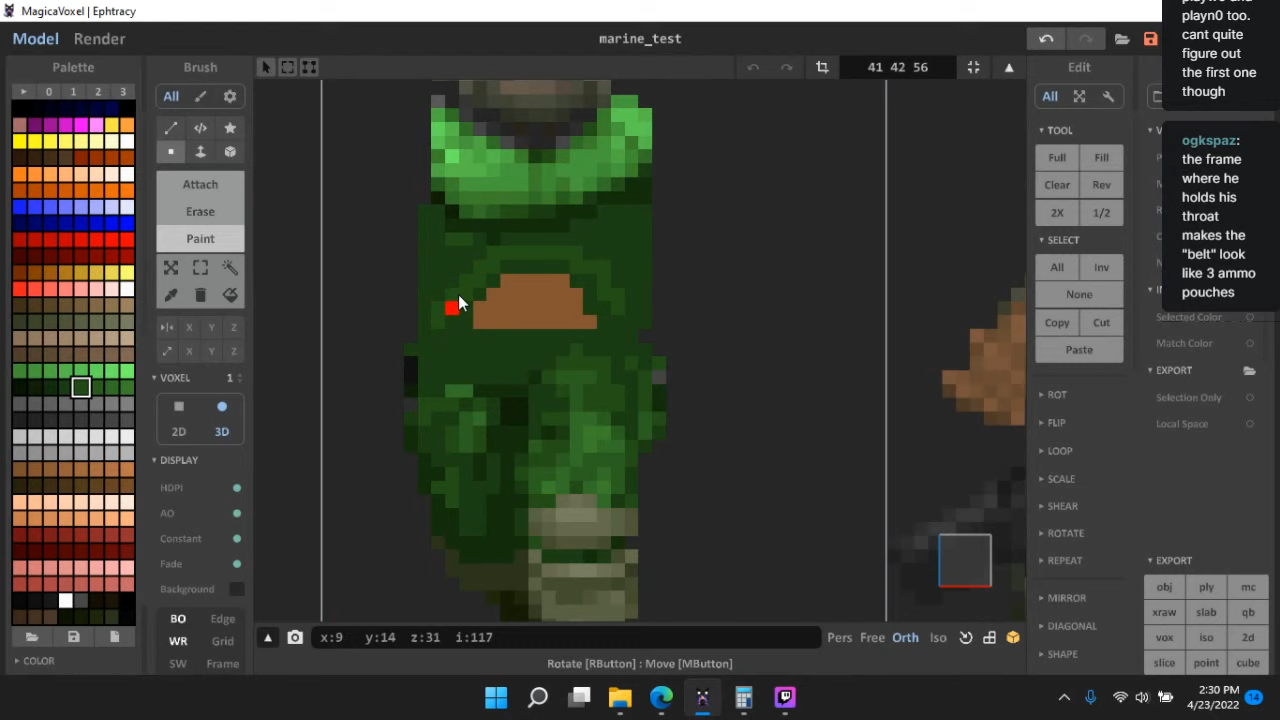 MagicaVoxel | Ephtracy
Model Render
marine_test
Palette
Brush
41 42 56
Edit
0 1 2 3
All
All
TOOL
Full Fill
Clear Rev
2X 1/2
SELECT
All Inv
None
Copy Cut
Paste
ROT
FLIP
LOOP
SCALE
SHEAR
ROTATE
REPEAT
MIRROR
DIAGONAL
SHAPE
Attach
Erase
Paint
X Y Z
X Y Z
VOXEL 1
2D 3D
DISPLAY
HDPI
AO
Constant
Fade
Background
BO Edge
WR Grid
SW Frame
COLOR
x:9 y:14 z:31 i:117
Pers Free Orth Iso
Rotate [RButton] : Move [MButton]
playn0 too.
cant quite
figure out
the first one
though
ogkspaz:
the frame
where he
holds his
throat
makes the
"belt" look
like 3 ammo
pouches
Selected Color
Match Color
EXPORT
Selection Only
Local Space
EXPORT
obj ply mc
xraw slab qb
vox iso 2d
slice point cube
2:30 PM
4/23/2022
14